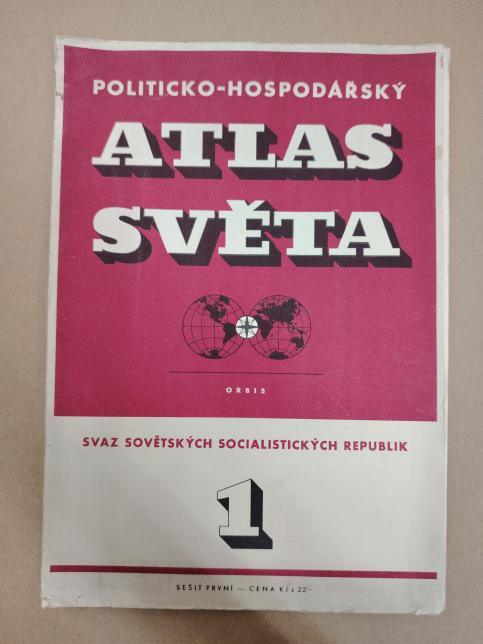 POLITICKO-HOSPODÁŘSKÝ
ATLAS
SVĚTA
ORBIS
SVAZ SOVĚTSKÝCH SOCIALISTICKÝCH REPUBLIK
1
SEŠIT PRVNÍ — CENA Kčs 22'-